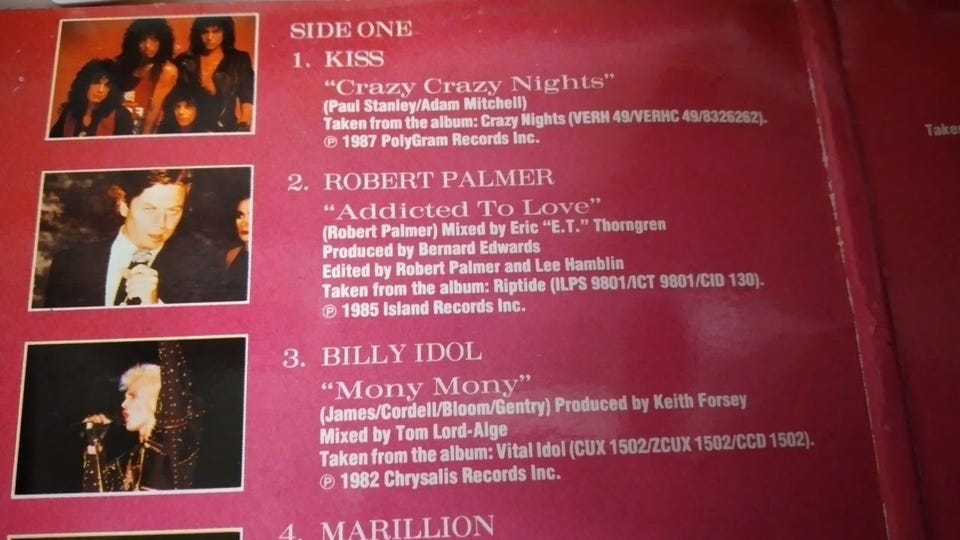 SIDE ONE
1. KISS
“Crazy Crazy Nights”
(Paul Stanley/Adam Mitchell)
Taken from the album: Crazy Nights (VERH 49/VERHC 49/8326262).
℗ 1987 PolyGram Records Inc.
2. ROBERT PALMER
“Addicted To Love”
(Robert Palmer) Mixed by Eric “E.T.” Thorngren
Produced by Bernard Edwards
Edited by Robert Palmer and Lee Hamblin
Taken from the album: Riptide (ILPS 9801/ICT 9801/CID 130).
℗ 1985 Island Records Inc.
3. BILLY IDOL
“Mony Mony”
(James/Cordell/Bloom/Gentry) Produced by Keith Forsey
Mixed by Tom Lord-Alge
Taken from the album: Vital Idol (CUX 1502/ZCUX 1502/CCD 1502).
℗ 1982 Chrysalis Records Inc.
4. MARILLION